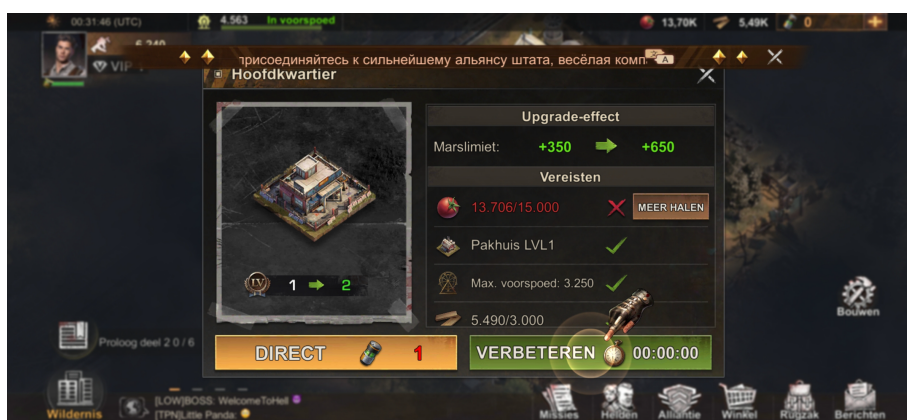 00:31:46 (UTC)
4.563 In voorspoed
13,70K
5,49K
0
6.240
VIP
присоединяйтесь к сильнейшему альянсу штата, весёлая комп
Hoofdkwartier
Upgrade-effect
Marslimiet: +350 +650
Vereisten
13.706/15.000 MEER HALEN
Pakhuis LVL1
Max. voorspoed: 3.250
5.490/3.000
IV 1 2
DIRECT 1
VERBETEREN 00:00:00
Bouwen
Proloog deel 2 0 / 6
[LOW]BOSS: WelcomeToHell
[TPN]Little Panda:
Wildernis
Missies
Helden
Alliantie
Winkel
Rugzak
Berichten